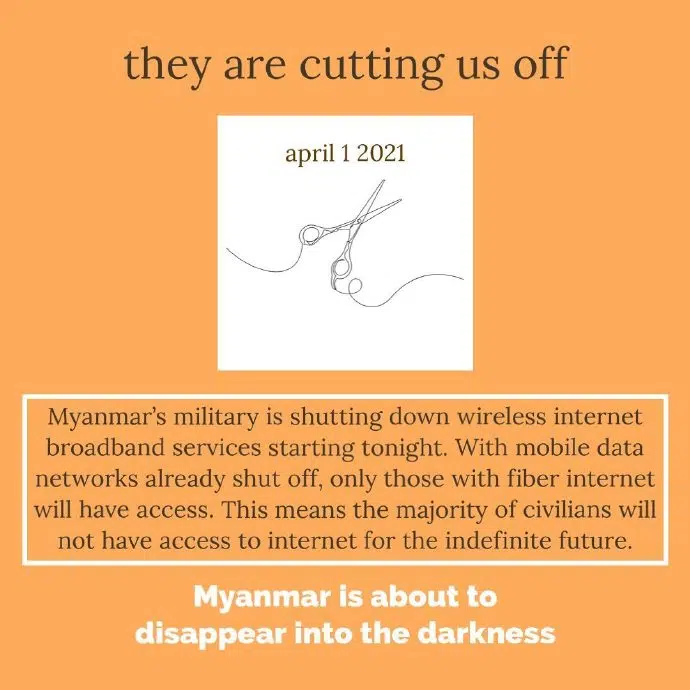 they are cutting us off
april 1 2021
Myanmar's military is shutting down wireless internet
broadband services starting tonight. With mobile data
networks already shut off, only those with fiber internet
will have access. This means the majority of civilians will
not have access to internet for the indefinite future.
Myanmar is about to
disappear into the darkness